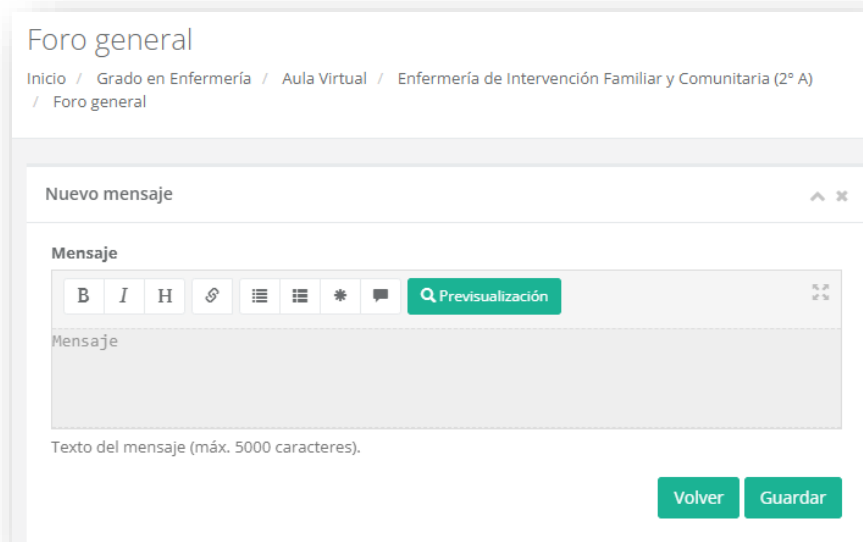 Foro general
Inicio / Grado en Enfermería / Aula Virtual / Enfermería de Intervención Familiar y Comunitaria (2º A)
/ Foro general
Nuevo mensaje
Mensaje
B I H Previsualización
Mensaje
Texto del mensaje (máx. 5000 caracteres).
Volver Guardar